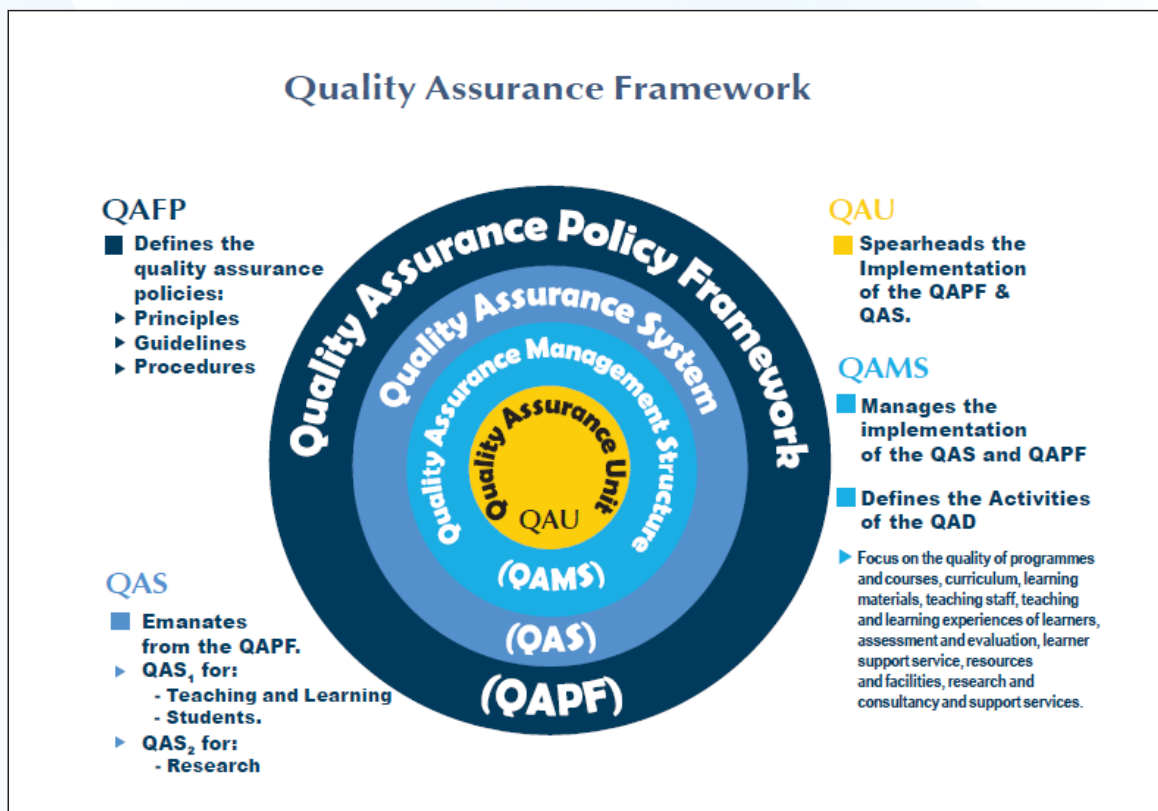 Quality Assurance Framework
QAFP
Defines the
quality assurance
policies:
Principles
Guidelines
Procedures
QAS
Emanates
from the QAPF.
QAS1 for:
- Teaching and Learning
- Students.
QAS2 for:
- Research
Quality Assurance Policy Framework
Quality Assurance System
Quality Assurance Management Structure
Quality Assurance Unit
QAU
(QAMS)
(QAS)
(QAPF)
QAU
Spearheads the
Implementation
of the QAPF &
QAS.
QAMS
Manages the
implementation
of the QAS and QAPF
Defines the Activities
of the QAD
Focus on the quality of programmes
and courses, curriculum, learning
materials, teaching staff, teaching
and learning experiences of learners,
assessment and evaluation, learner
support service, resources
and facilities, research and
consultancy and support services.